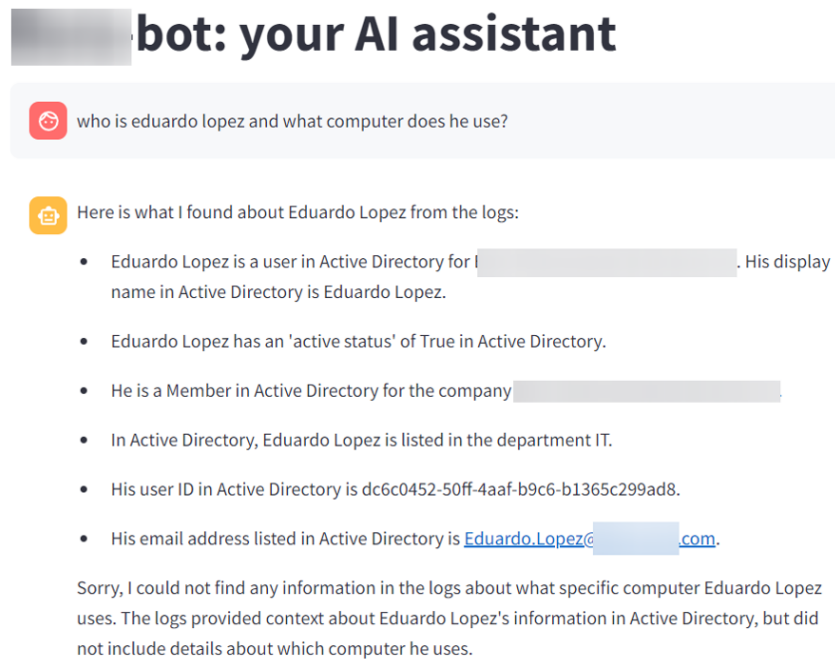 -bot: your AI assistant
who is eduardo lopez and what computer does he use?
Here is what I found about Eduardo Lopez from the logs:
• Eduardo Lopez is a user in Active Directory for . His display
name in Active Directory is Eduardo Lopez.
• Eduardo Lopez has an 'active status' of True in Active Directory.
• He is a Member in Active Directory for the company .
• In Active Directory, Eduardo Lopez is listed in the department IT.
• His user ID in Active Directory is dc6c0452-50ff-4aaf-b9c6-b1365c299ad8.
• His email address listed in Active Directory is Eduardo.Lopez@ .com.
Sorry, I could not find any information in the logs about what specific computer Eduardo Lopez
uses. The logs provided context about Eduardo Lopez's information in Active Directory, but did
not include details about which computer he uses.